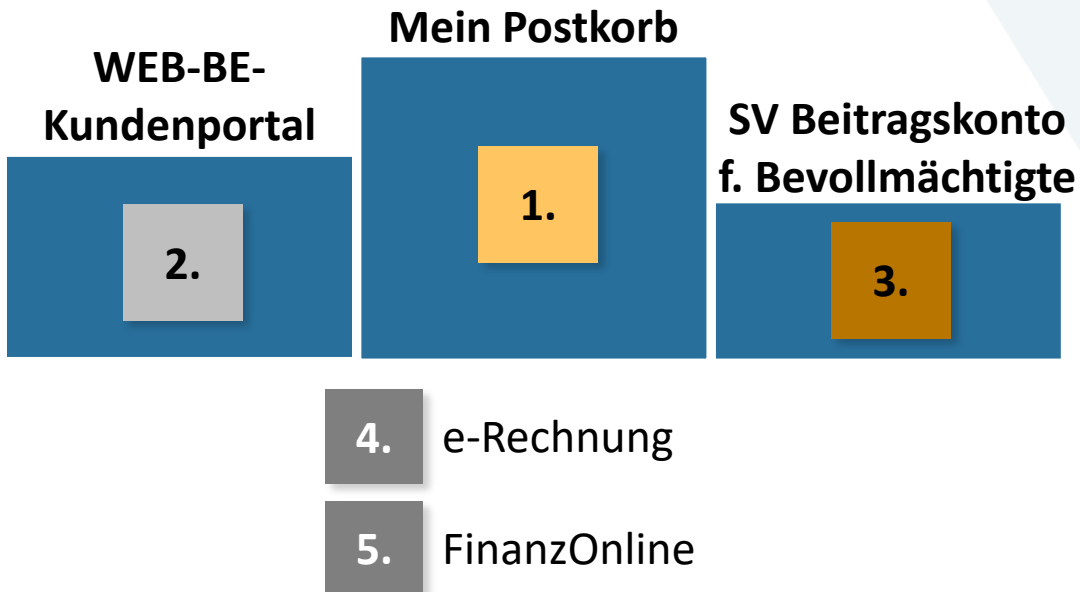 Mein Postkorb
1.
WEB-BE-
Kundenportal
2.
SV Beitragskonto
f. Bevollmächtigte
3.
4. e-Rechnung
5. FinanzOnline